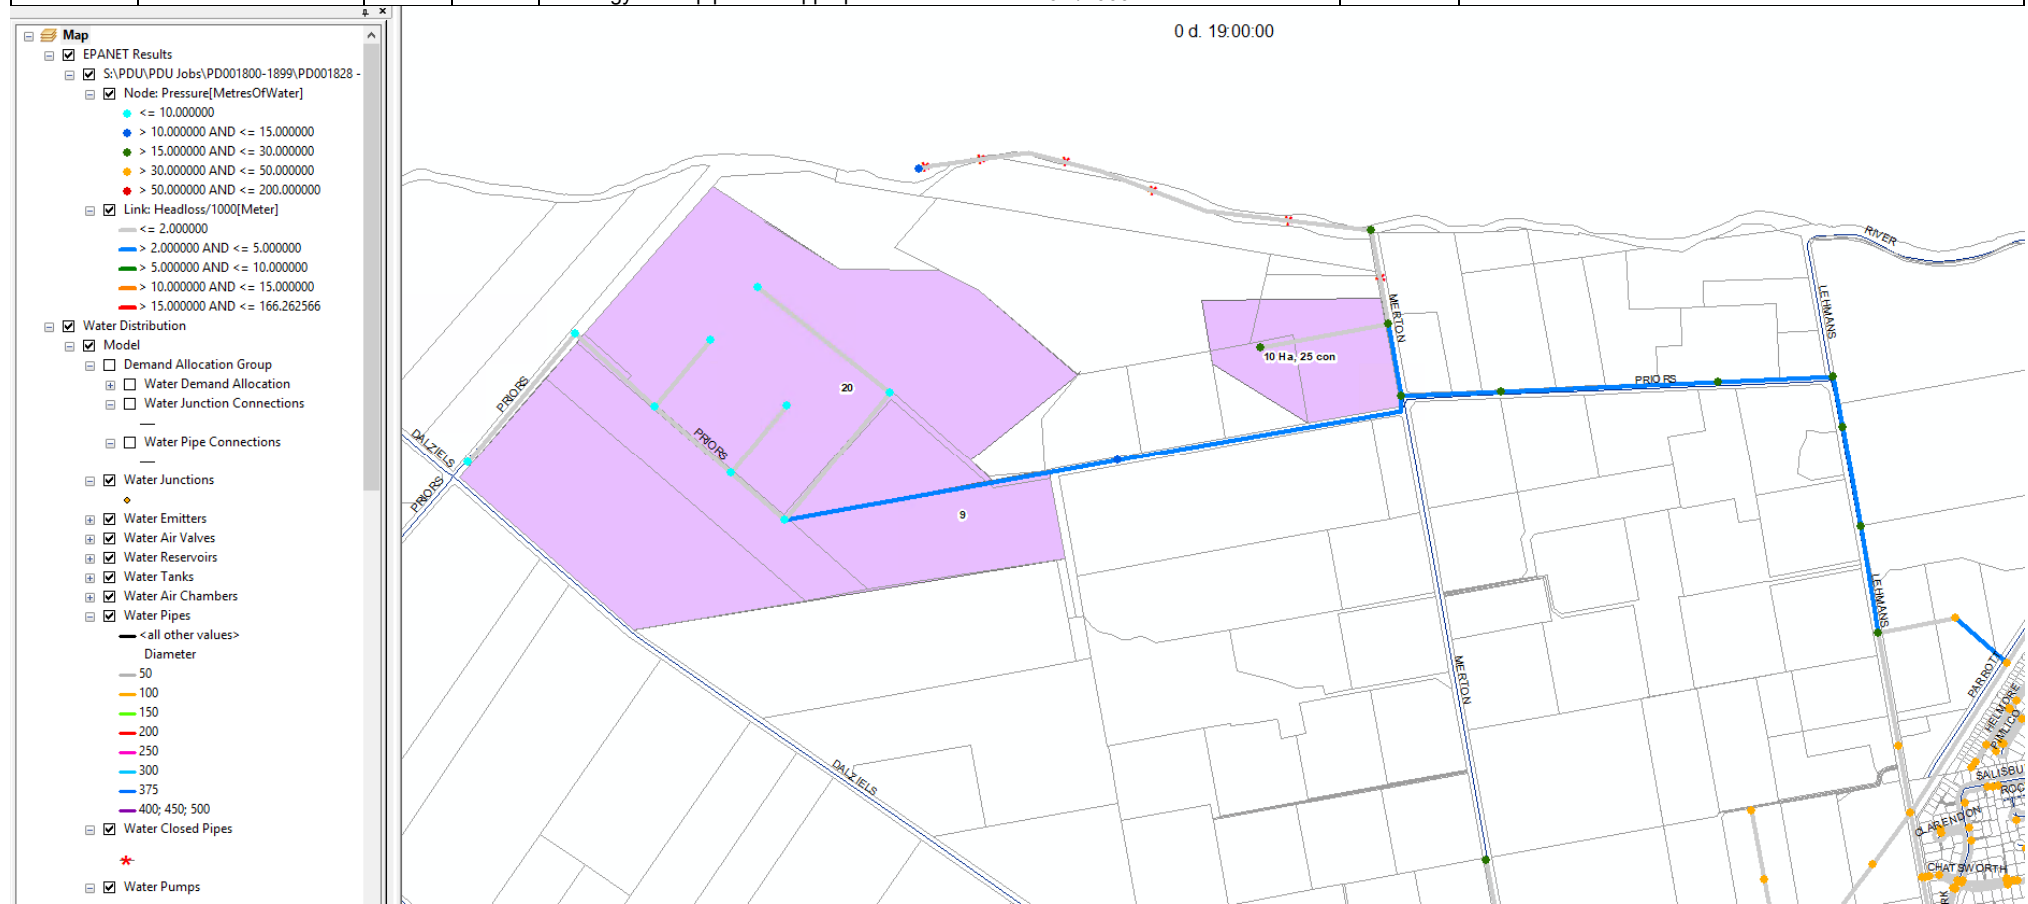 0 d. 19:00:00
Map
EPANET Results
S:\PDU\PDU Jobs\PD001800-1899\PD001828 -
Node: Pressure[MetresOfWater]
<= 10.000000
> 10.000000 AND <= 15.000000
> 15.000000 AND <= 30.000000
> 30.000000 AND <= 50.000000
> 50.000000 AND <= 200.000000
Link: Headloss/1000[Meter]
<= 2.000000
> 2.000000 AND <= 5.000000
> 5.000000 AND <= 10.000000
> 10.000000 AND <= 15.000000
> 15.000000 AND <= 166.262566
Water Distribution
Model
Demand Allocation Group
Water Demand Allocation
Water Junction Connections
Water Pipe Connections
Water Junctions
Water Emitters
Water Air Valves
Water Reservoirs
Water Tanks
Water Air Chambers
Water Pipes
<all other values>
Diameter
50
100
150
200
250
300
375
400; 450; 500
Water Closed Pipes
Water Pumps
RIVER
LEHMANS
MERTON
10 Ha, 25 con
PRIORS
20
PRIORS
PRIORS
DALZIELS
PRIORS
9
LEHMANS
MERTON
PARROTT
HELMORE
PIMLICO
DALZIELS
SALISBU
ROC
CLARENDON
CHATSWORTH
RK